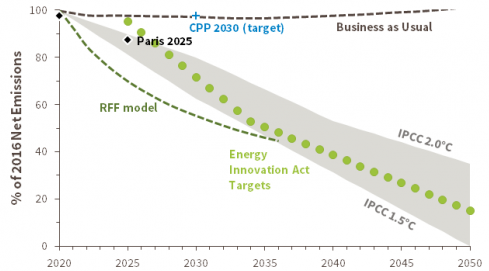 100
80
60
40
20
0
% of 2016 Net Emissions
Business as Usual
CPP 2030 (target)
Paris 2025
RFF model
Energy
Innovation Act
Targets
IPCC 2.0°C
IPCC 1.5°C
2020
2025
2030
2035
2040
2045
2050